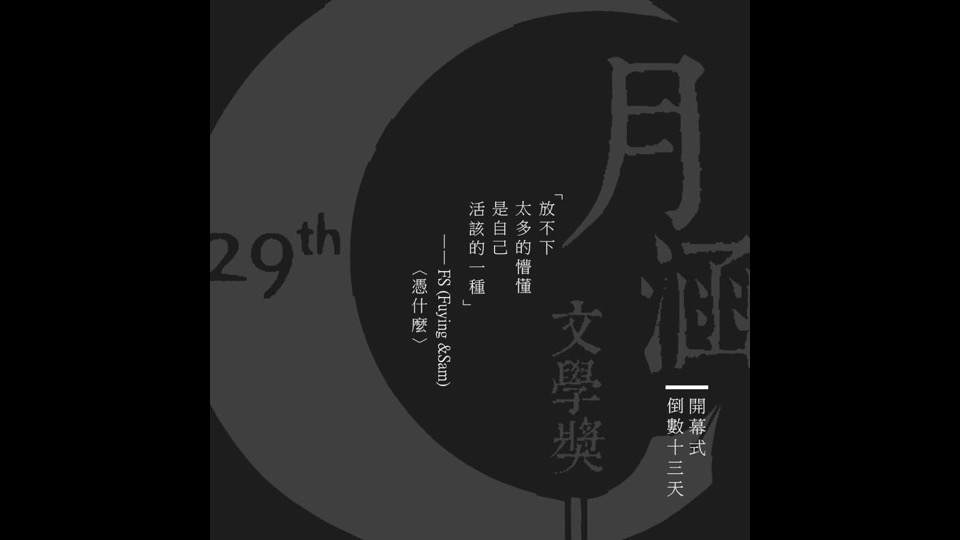 29th
月涵
文學獎
「放不下
太多的懵懂
是自己
活該的一種」
—— FS (Fuying &Sam)
〈憑什麼〉
開幕式
倒數十三天